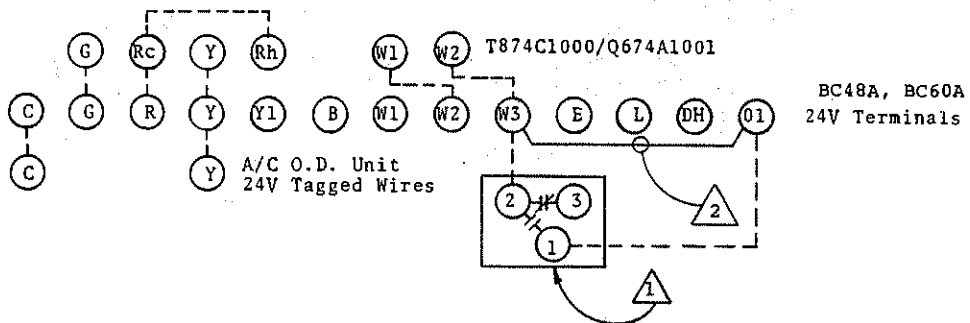 G Rc Y Rh W1 W2 T874C1000/Q674A1001
C G R Y Y1 B W1 W2 W3 E L DH O1 BC48A, BC60A
24V Terminals
C Y A/C O.D. Unit
24V Tagged Wires
2 3 2
1
1